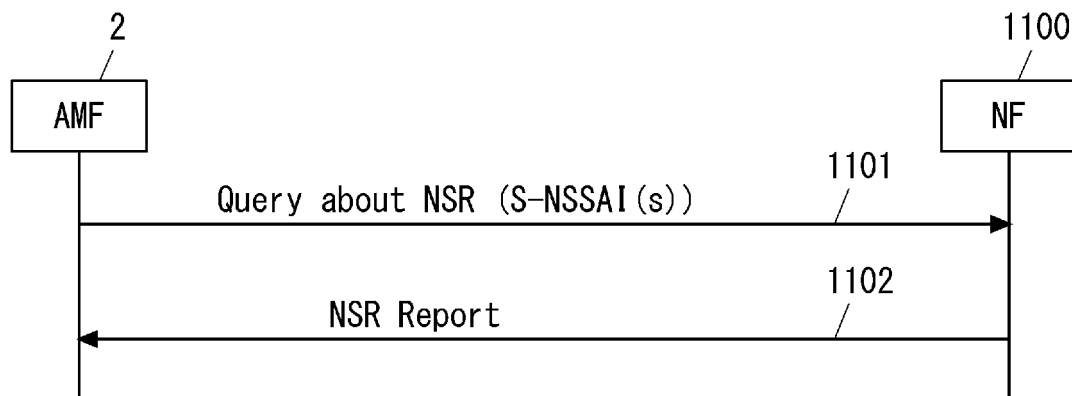 2
1100
AMF
NF
1101
Query about NSR (S-NSSAI(s))
1102
NSR Report